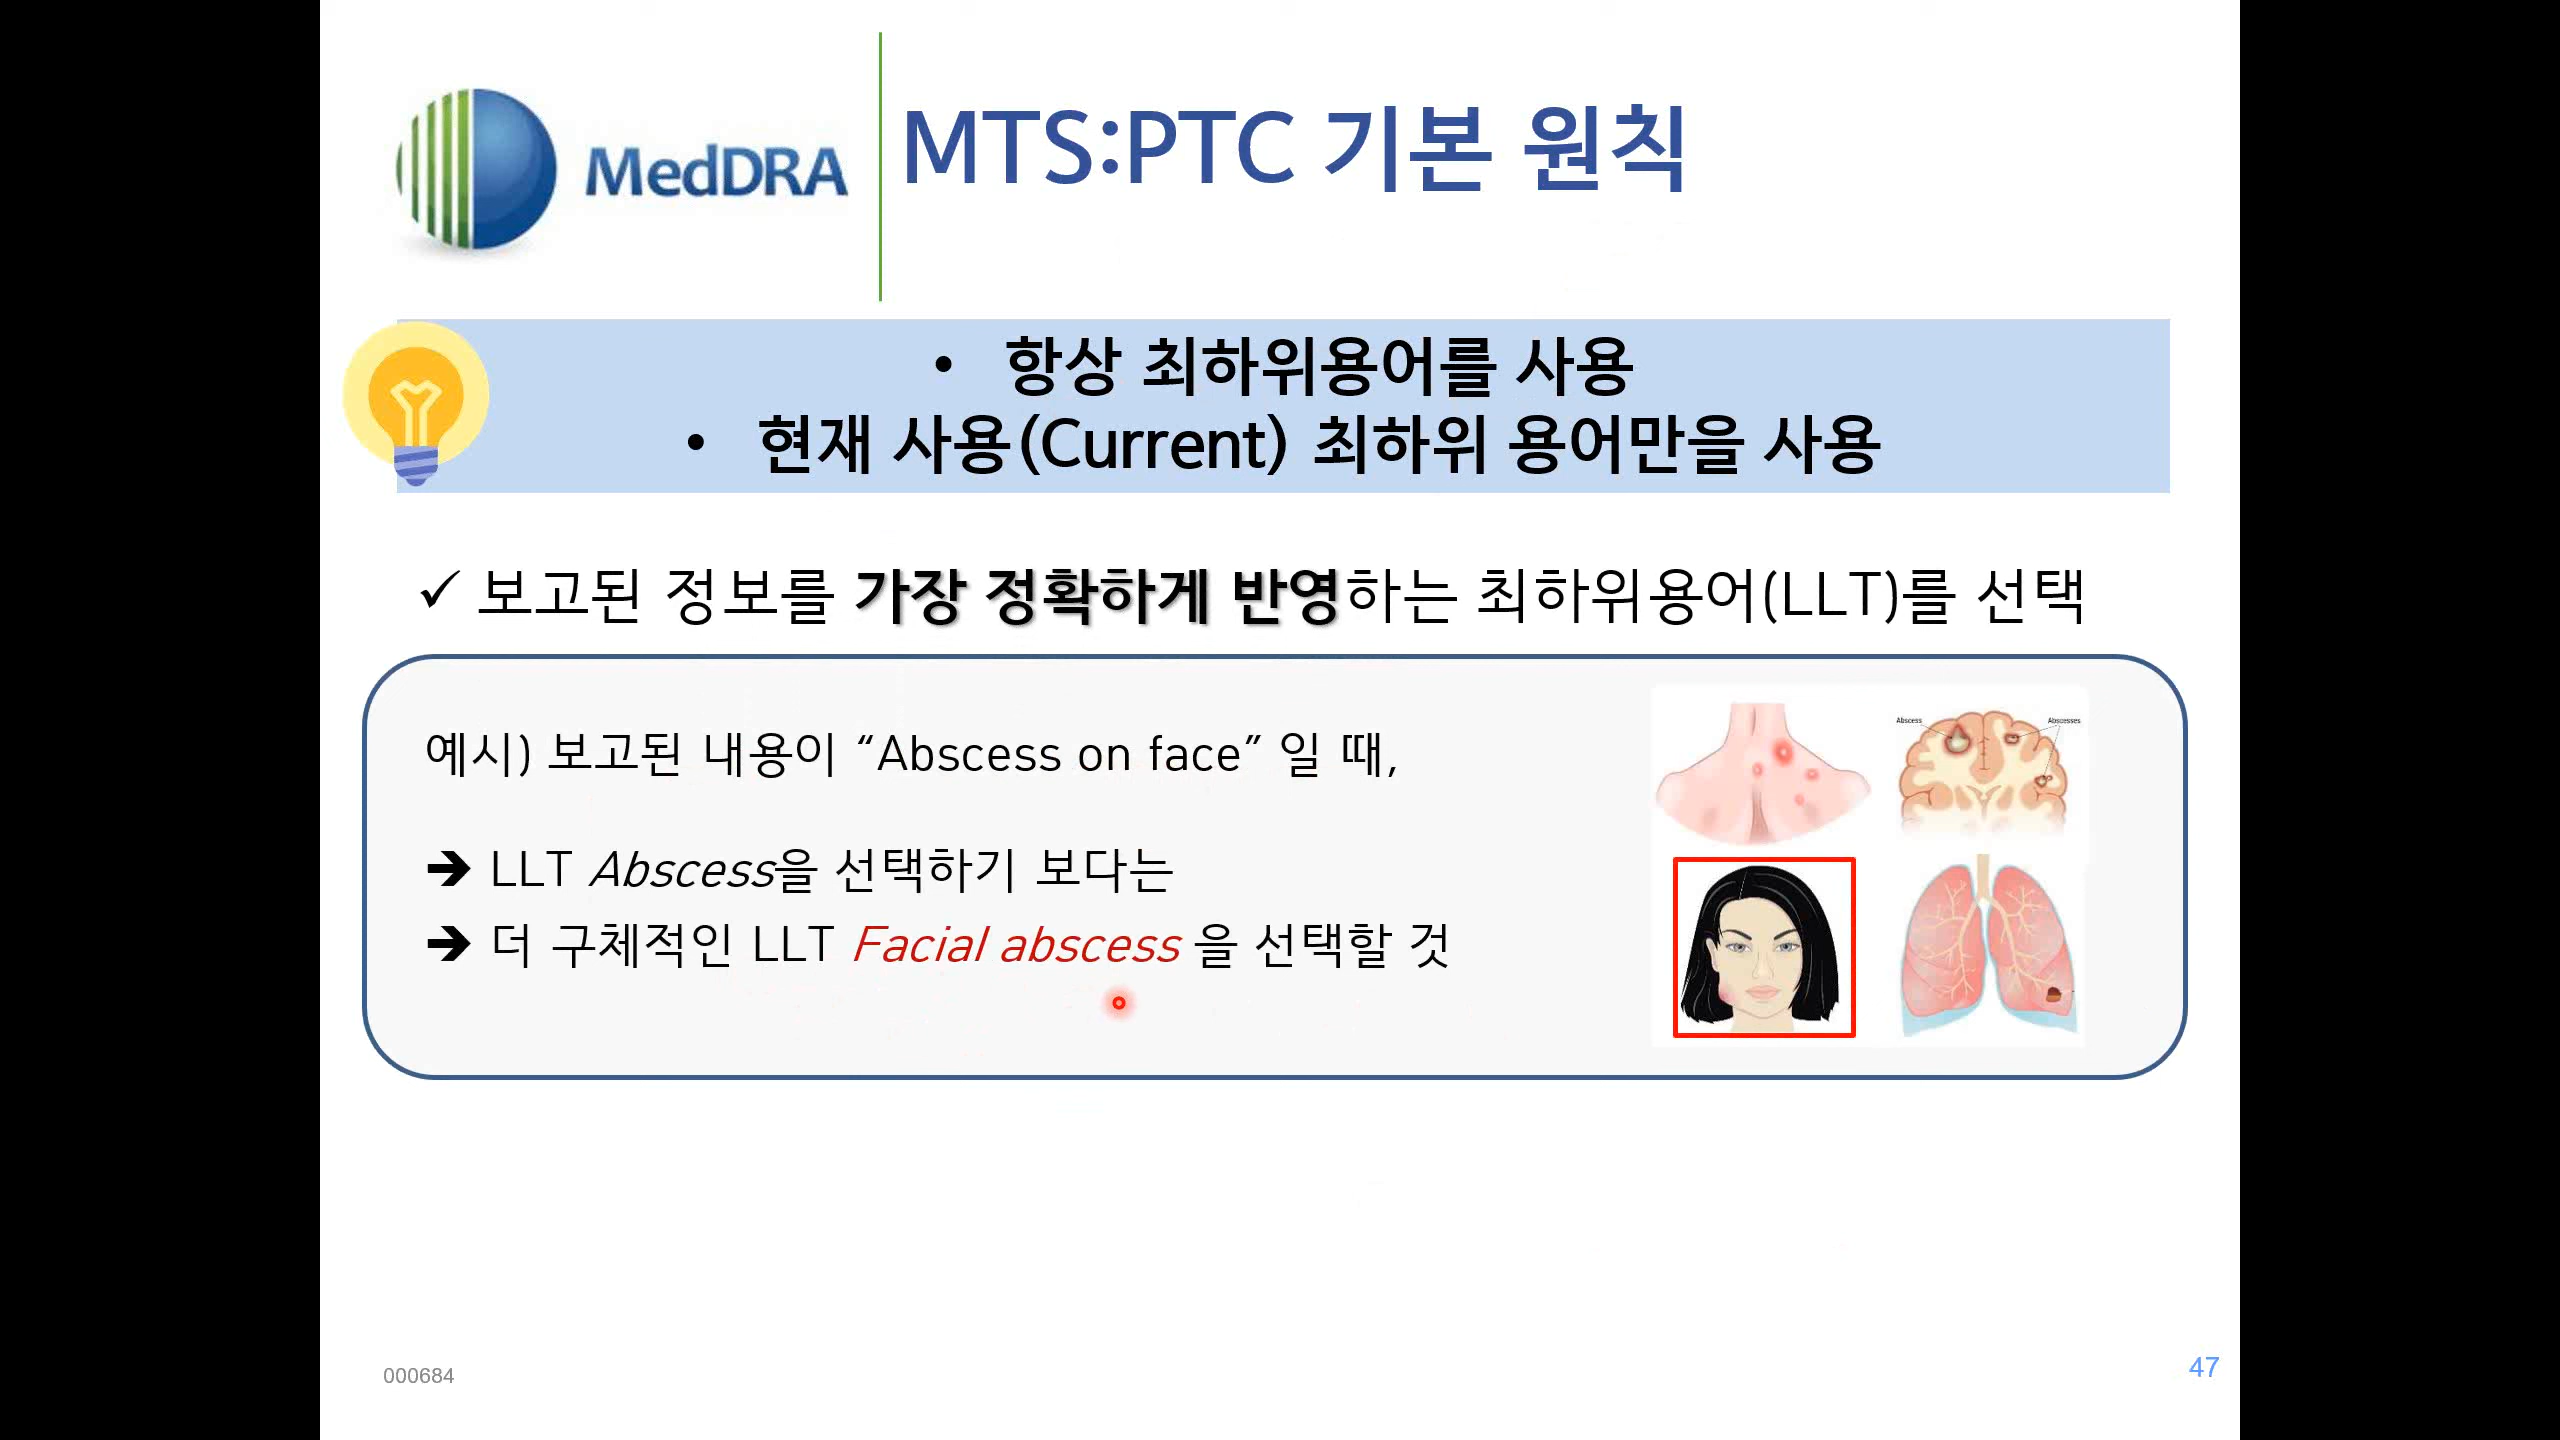 MedDRA
MTS:PTC 기본 원칙
• 항상 최하위용어를 사용
• 현재 사용(Current) 최하위 용어만을 사용
✓ 보고된 정보를 가장 정확하게 반영하는 최하위용어(LLT)를 선택
예시) 보고된 내용이 “Abscess on face” 일 때,
➔ LLT Abscess을 선택하기 보다는
➔ 더 구체적인 LLT Facial abscess 을 선택할 것
Abscess
Abscesses
000684
47